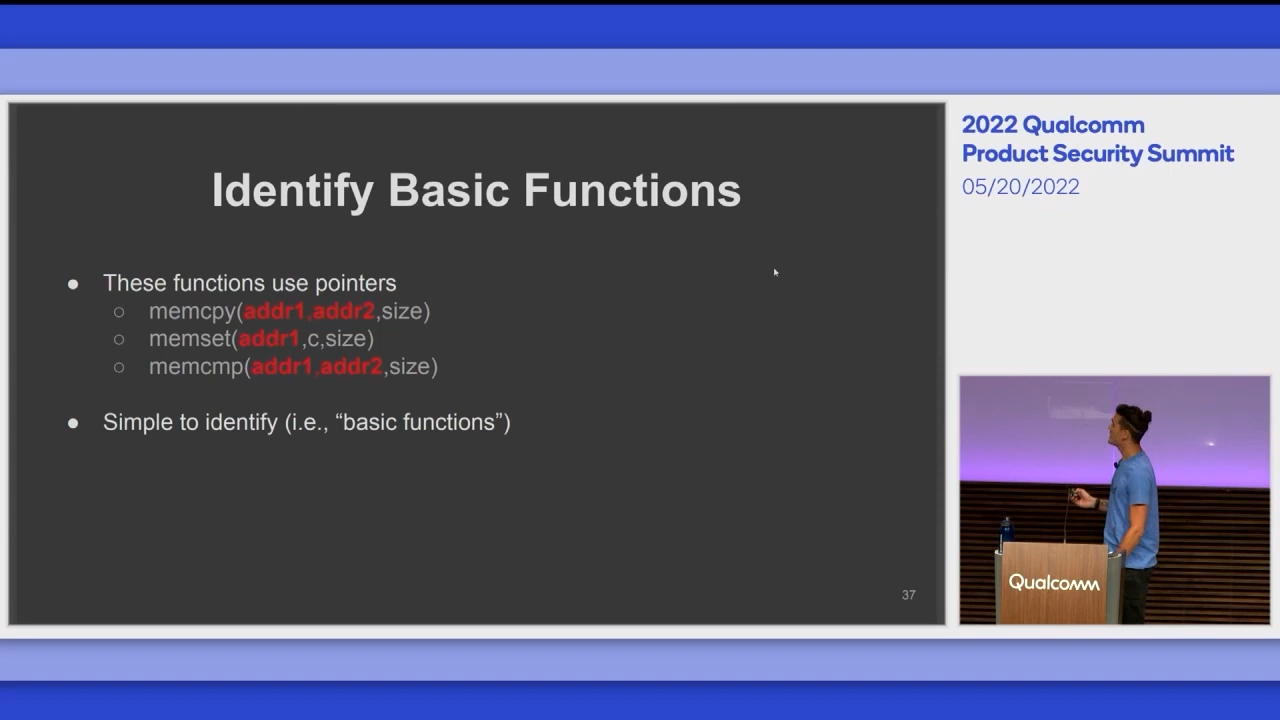 Identify Basic Functions
● These functions use pointers
○ memcpy(addr1,addr2,size)
○ memset(addr1,c,size)
○ memcmp(addr1,addr2,size)
● Simple to identify (i.e., “basic functions”)
37
2022 Qualcomm
Product Security Summit
05/20/2022
Qualcomm